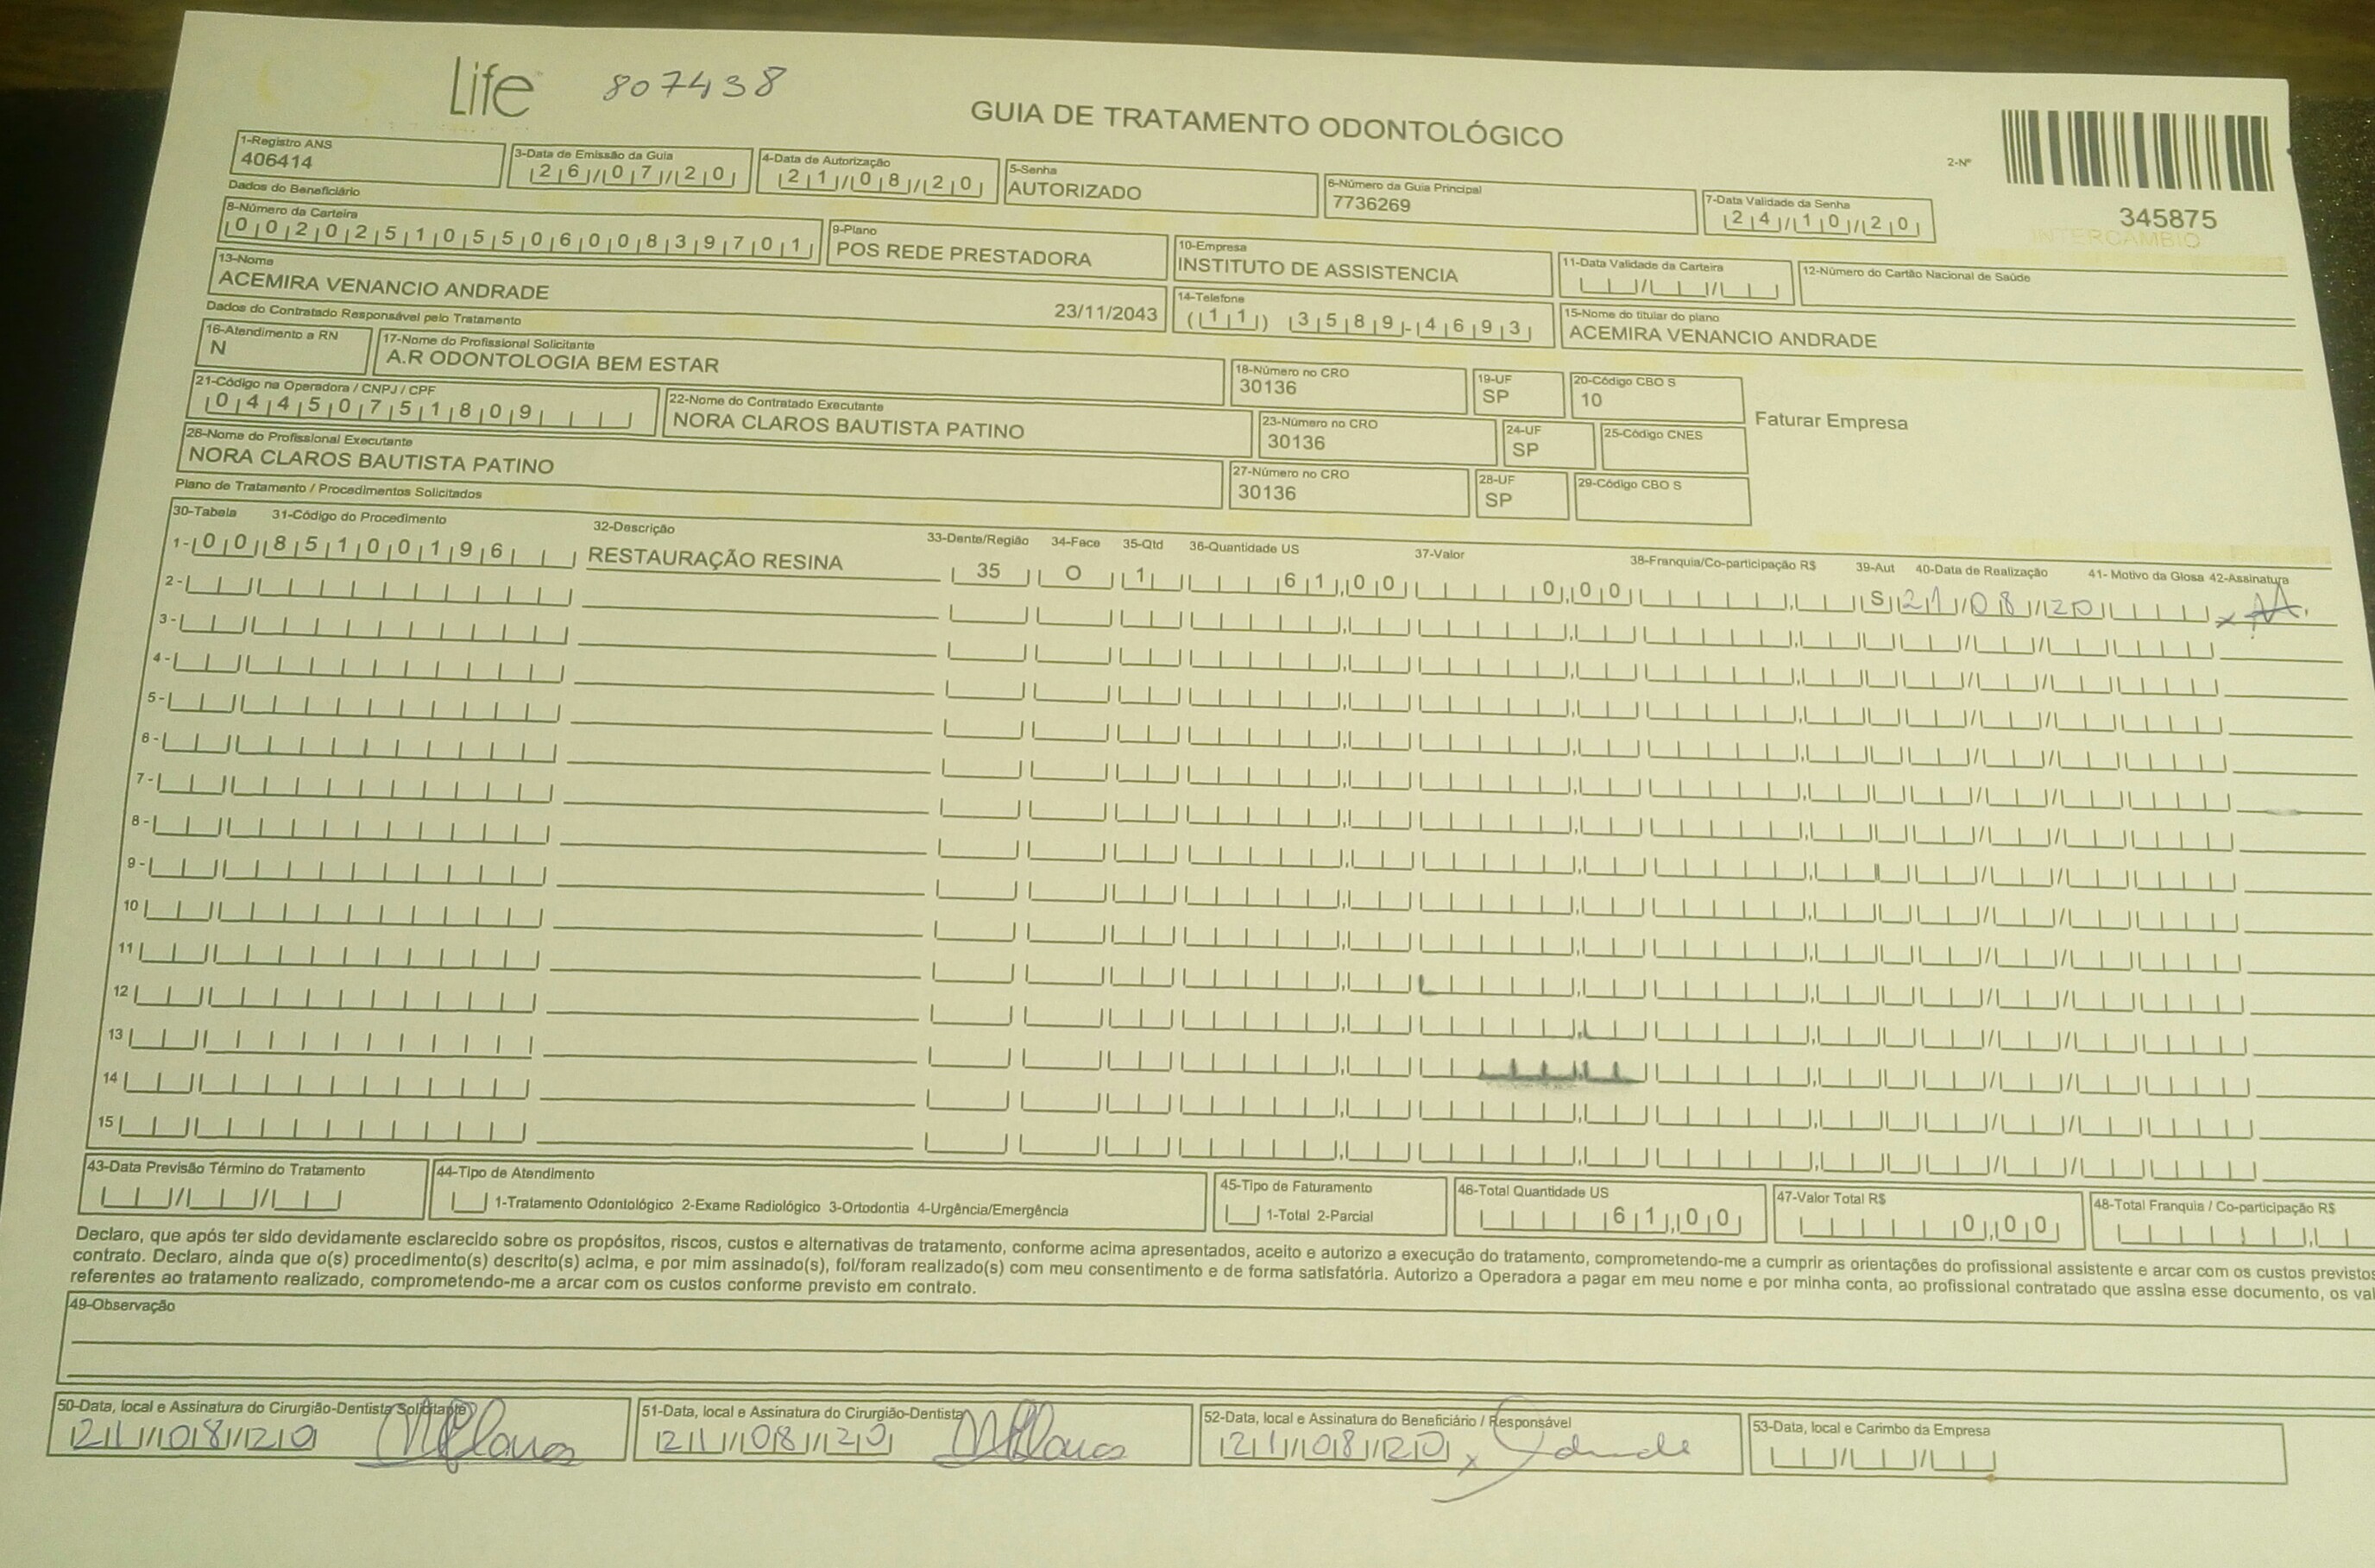 Life 807438
GUIA DE TRATAMENTO ODONTOLÓGICO
2-Nº
345875
INTERCAMBIO
1-Registro ANS
406414
3-Data de Emissão da Guia
26/07/20
4-Data de Autorização
21/08/20
5-Senha
AUTORIZADO
6-Número da Guia Principal
7736269
7-Data Validade da Senha
24/10/20
Dados do Beneficiário
8-Número da Carteira
00202510550600839701
9-Plano
POS REDE PRESTADORA
10-Empresa
INSTITUTO DE ASSISTENCIA
11-Data Validade da Carteira
12-Número do Cartão Nacional de Saúde
13-Nome
ACEMIRA VENANCIO ANDRADE
23/11/2043
14-Telefone
(11) 3589-4693
15-Nome do titular do plano
ACEMIRA VENANCIO ANDRADE
Dados do Contratado Responsável pelo Tratamento
16-Atendimento a RN
N
17-Nome do Profissional Solicitante
A.R ODONTOLOGIA BEM ESTAR
18-Número no CRO
30136
19-UF
SP
20-Código CBO S
10
Faturar Empresa
21-Código na Operadora / CNPJ / CPF
04450751809
22-Nome do Contratado Executante
NORA CLAROS BAUTISTA PATINO
23-Número no CRO
30136
24-UF
SP
25-Código CNES
26-Nome do Profissional Executante
NORA CLAROS BAUTISTA PATINO
27-Número no CRO
30136
28-UF
SP
29-Código CBO S
Plano de Tratamento / Procedimentos Solicitados
30-Tabela 31-Código do Procedimento 32-Descrição 33-Dente/Região 34-Face 35-Qtd 36-Quantidade US 37-Valor 38-Franquia/Co-participação R$ 39-Aut 40-Data de Realização 41- Motivo da Glosa 42-Assinatura
1- 00 85100196 RESTAURAÇÃO RESINA 35 O 1 61,00 0,00 S 21/08/20 x
2-
3-
4-
5-
6-
7-
8-
9-
10
11
12
13
14
15
43-Data Previsão Término do Tratamento
44-Tipo de Atendimento
1-Tratamento Odontológico 2-Exame Radiológico 3-Ortodontia 4-Urgência/Emergência
45-Tipo de Faturamento
1-Total 2-Parcial
46-Total Quantidade US
61,00
47-Valor Total R$
0,00
48-Total Franquia / Co-participação R$
Declaro, que após ter sido devidamente esclarecido sobre os propósitos, riscos, custos e alternativas de tratamento, conforme acima apresentados, aceito e autorizo a execução do tratamento, comprometendo-me a cumprir as orientações do profissional assistente e arcar com os custos previstos
contrato. Declaro, ainda que o(s) procedimento(s) descrito(s) acima, e por mim assinado(s), foi/foram realizado(s) com meu consentimento e de forma satisfatória. Autorizo a Operadora a pagar em meu nome e por minha conta, ao profissional contratado que assina esse documento, os val
referentes ao tratamento realizado, comprometendo-me a arcar com os custos conforme previsto em contrato.
49-Observação
50-Data, local e Assinatura do Cirurgião-Dentista Solicitante
21/08/20
51-Data, local e Assinatura do Cirurgião-Dentista
21/08/20
52-Data, local e Assinatura do Beneficiário / Responsável
21/08/20 x
53-Data, local e Carimbo da Empresa